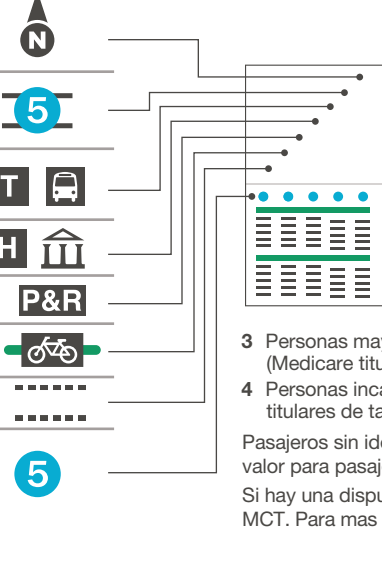 N
5
T
H
P&R
5
3 Personas may
(Medicare titu
4 Personas inca
titulares de ta
Pasajeros sin ide
valor para pasaj
Si hay una dispu
MCT. Para mas